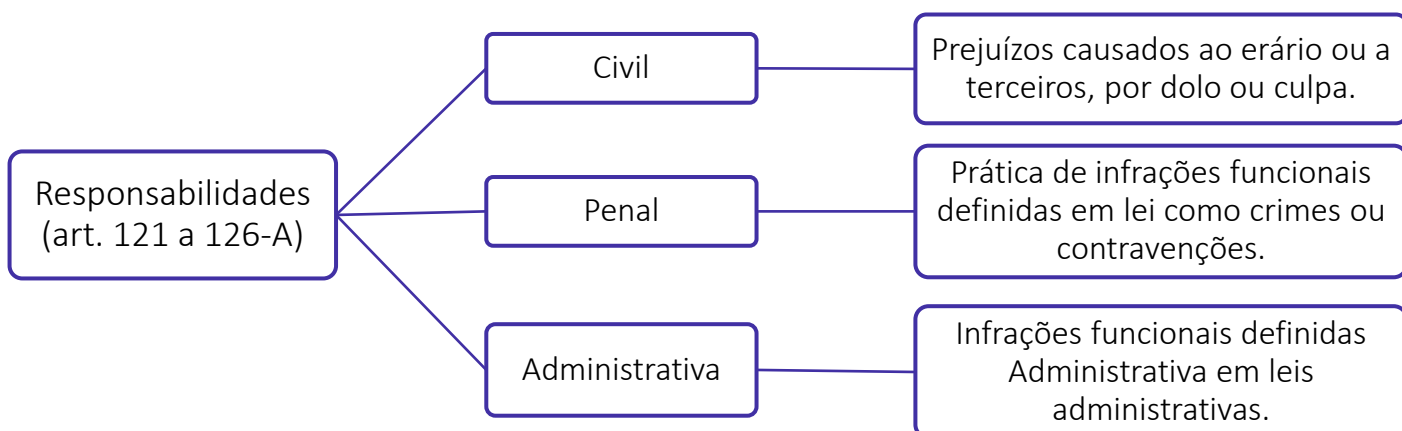 Responsabilidades
(art. 121 a 126-A)
Civil
Prejuízos causados ao erário ou a
terceiros, por dolo ou culpa.
Penal
Prática de infrações funcionais
definidas em lei como crimes ou
contravenções.
Administrativa
Infrações funcionais definidas
Administrativa em leis
administrativas.